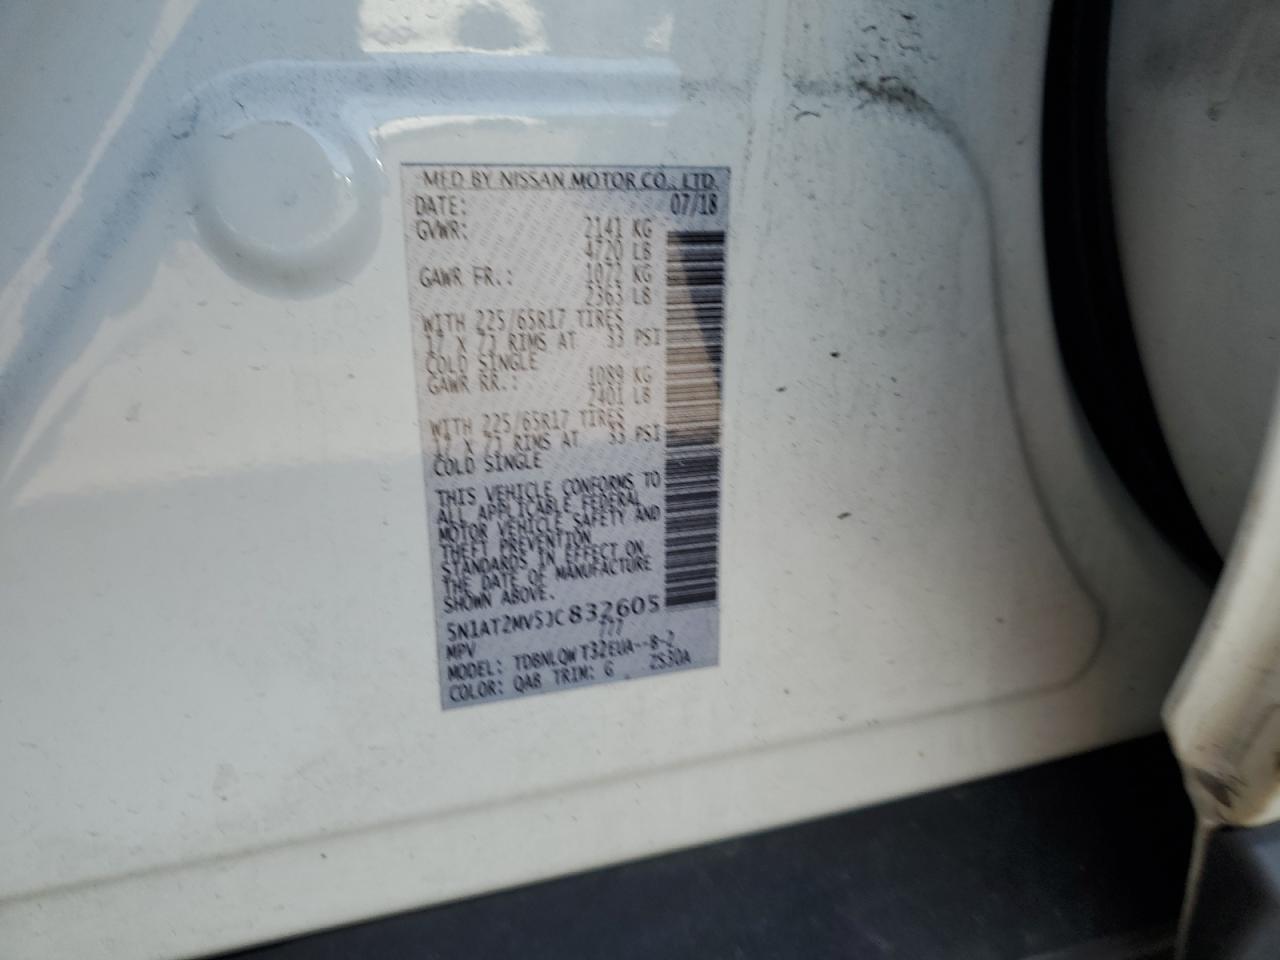 MFD BY NISSAN MOTOR CO., LTD.
DATE: 07/18
GVWR: 2141 KG
4720 LB
GAWR FR.: 1072 KG
2363 LB
WITH 225/65R17 TIRES
17 X 7J RIMS AT 33 PSI
COLD SINGLE
GAWR RR.: 1089 KG
2401 LB
WITH 225/65R17 TIRES
17 X 7J RIMS AT 33 PSI
COLD SINGLE
THIS VEHICLE CONFORMS TO
ALL APPLICABLE FEDERAL
MOTOR VEHICLE SAFETY AND
THEFT PREVENTION
STANDARDS IN EFFECT ON
THE DATE OF MANUFACTURE
SHOWN ABOVE.
5N1AT2MV5JC832605
MPV 777
MODEL: TDBNLQW T32EUA--B-2
COLOR: QAB TRIM: G ZS30A